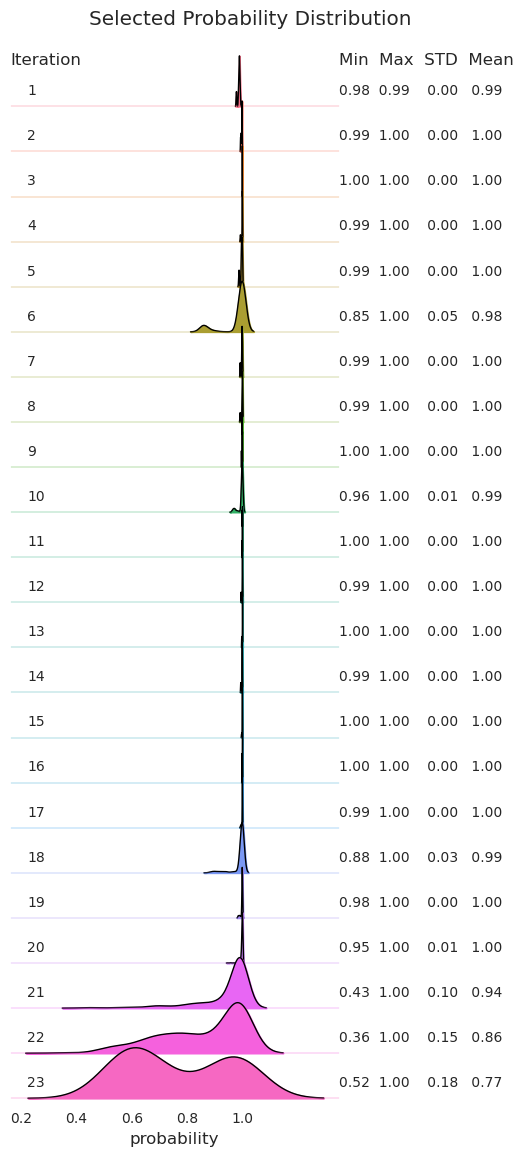 Selected Probability Distribution
Iteration Min Max STD Mean
1 0.98 0.99 0.00 0.99
2 0.99 1.00 0.00 1.00
3 1.00 1.00 0.00 1.00
4 0.99 1.00 0.00 1.00
5 0.99 1.00 0.00 1.00
6 0.85 1.00 0.05 0.98
7 0.99 1.00 0.00 1.00
8 0.99 1.00 0.00 1.00
9 1.00 1.00 0.00 1.00
10 0.96 1.00 0.01 0.99
11 1.00 1.00 0.00 1.00
12 0.99 1.00 0.00 1.00
13 1.00 1.00 0.00 1.00
14 0.99 1.00 0.00 1.00
15 1.00 1.00 0.00 1.00
16 1.00 1.00 0.00 1.00
17 0.99 1.00 0.00 1.00
18 0.88 1.00 0.03 0.99
19 0.98 1.00 0.00 1.00
20 0.95 1.00 0.01 1.00
21 0.43 1.00 0.10 0.94
22 0.36 1.00 0.15 0.86
23 0.52 1.00 0.18 0.77
0.2 0.4 0.6 0.8 1.0
probability